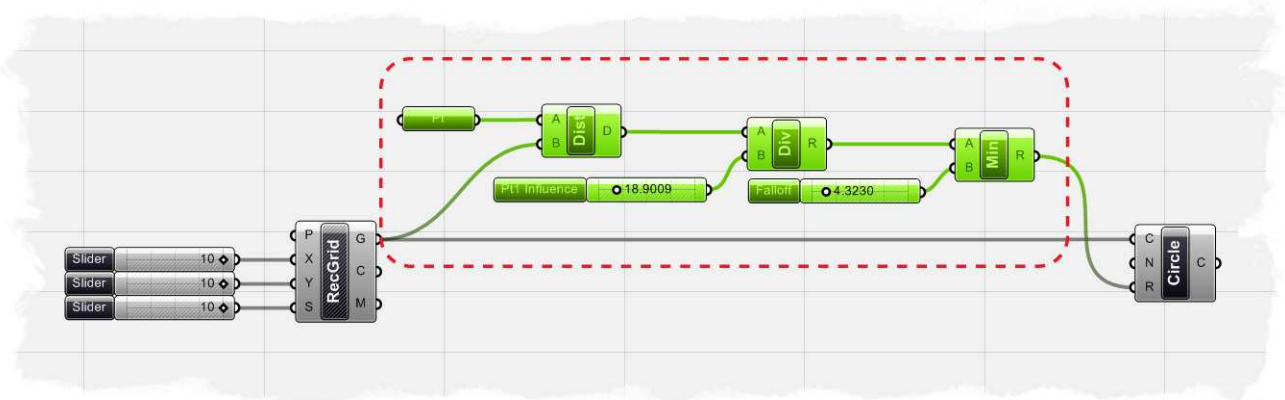 Pt
A
B
Dist
D
A
B
Div
R
A
B
Min
R
Pt1 Influence
18.9009
Falloff
4.3230
Slider
10
Slider
10
Slider
10
P
X
Y
S
RecGrid
G
C
M
C
N
R
Circle
C